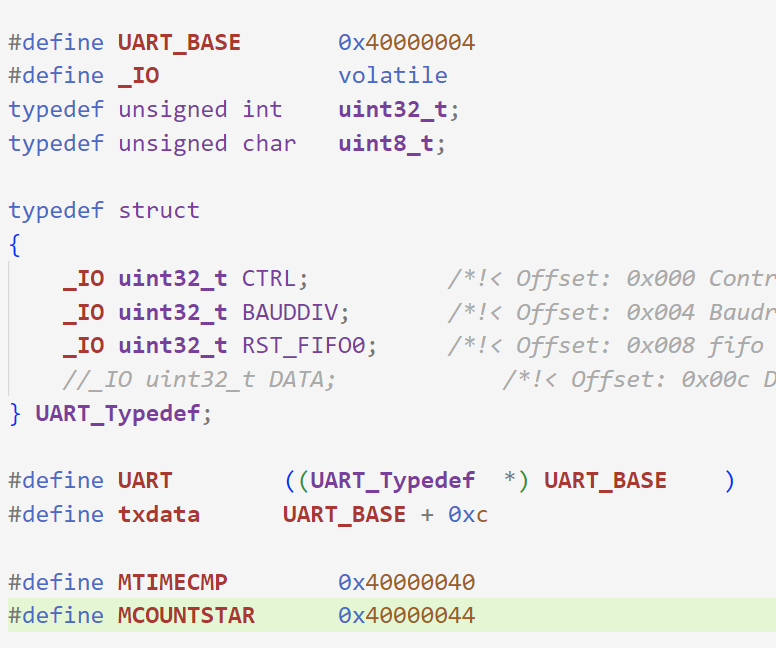 #define UART_BASE 0x40000004
#define _IO volatile
typedef unsigned int uint32_t;
typedef unsigned char uint8_t;
typedef struct
{
_IO uint32_t CTRL; /*!< Offset: 0x000 Contr
_IO uint32_t BAUDDIV; /*!< Offset: 0x004 Baudr
_IO uint32_t RST_FIFO0; /*!< Offset: 0x008 fifo
//_IO uint32_t DATA; /*!< Offset: 0x00c D
} UART_Typedef;
#define UART ((UART_Typedef *) UART_BASE )
#define txdata UART_BASE + 0xc
#define MTIMECMP 0x40000040
#define MCOUNTSTAR 0x40000044